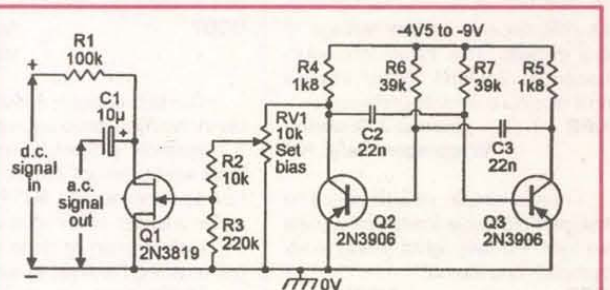 -4V5 to -9V
R1
100k
+
C1
10µ
+
d.c.
signal
in
a.c.
signal
out
Q1
2N3819
R2
10k
R3
220k
RV1
10k
Set
bias
R4
1k8
R6
39k
R7
39k
R5
1k8
C2
22n
C3
22n
Q2
2N3906
Q3
2N3906
–
0V